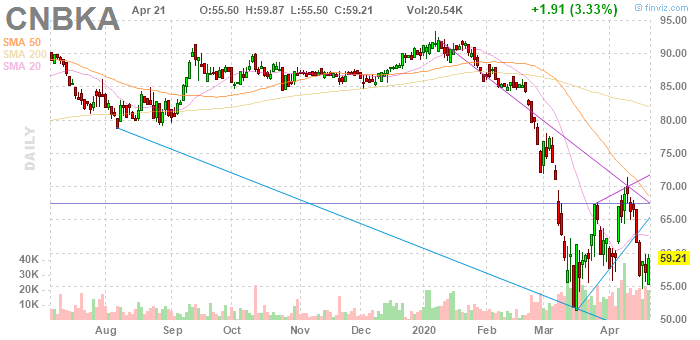 CNBKA
Apr 21 O:55.50 H:59.87 L:55.50 C:59.21 Vol:20.54K +1.91 (3.33%)
© finviz.com
SMA 50
SMA 200
SMA 20
DAILY
95.00
90.00
85.00
80.00
75.00
70.00
65.00
60.00
59.21
55.00
50.00
40K
30K
20K
10K
Aug Sep Oct Nov Dec 2020 Feb Mar Apr